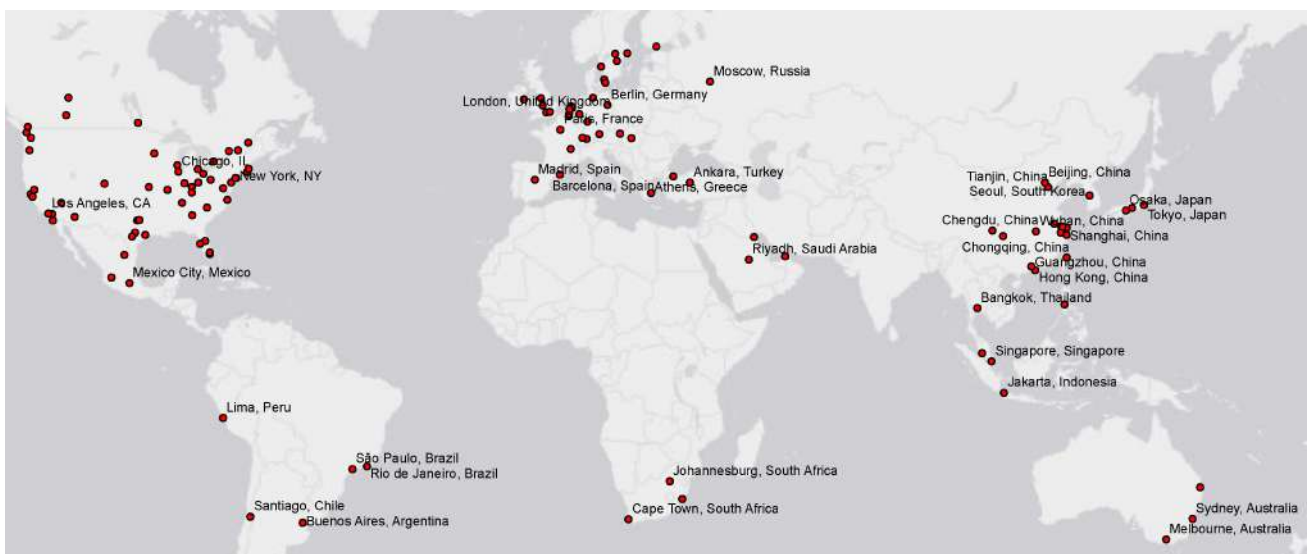 Moscow, Russia
London, United Kingdom
Berlin, Germany
Paris, France
Chicago, IL
New York, NY
Madrid, Spain
Ankara, Turkey
Barcelona, Spain
Athens, Greece
Tianjin, China
Beijing, China
Seoul, South Korea
Los Angeles, CA
Osaka, Japan
Tokyo, Japan
Chengdu, China
Wuhan, China
Shanghai, China
Riyadh, Saudi Arabia
Chongqing, China
Guangzhou, China
Mexico City, Mexico
Hong Kong, China
Bangkok, Thailand
Singapore, Singapore
Jakarta, Indonesia
Lima, Peru
São Paulo, Brazil
Rio de Janeiro, Brazil
Johannesburg, South Africa
Santiago, Chile
Buenos Aires, Argentina
Cape Town, South Africa
Sydney, Australia
Melbourne, Australia